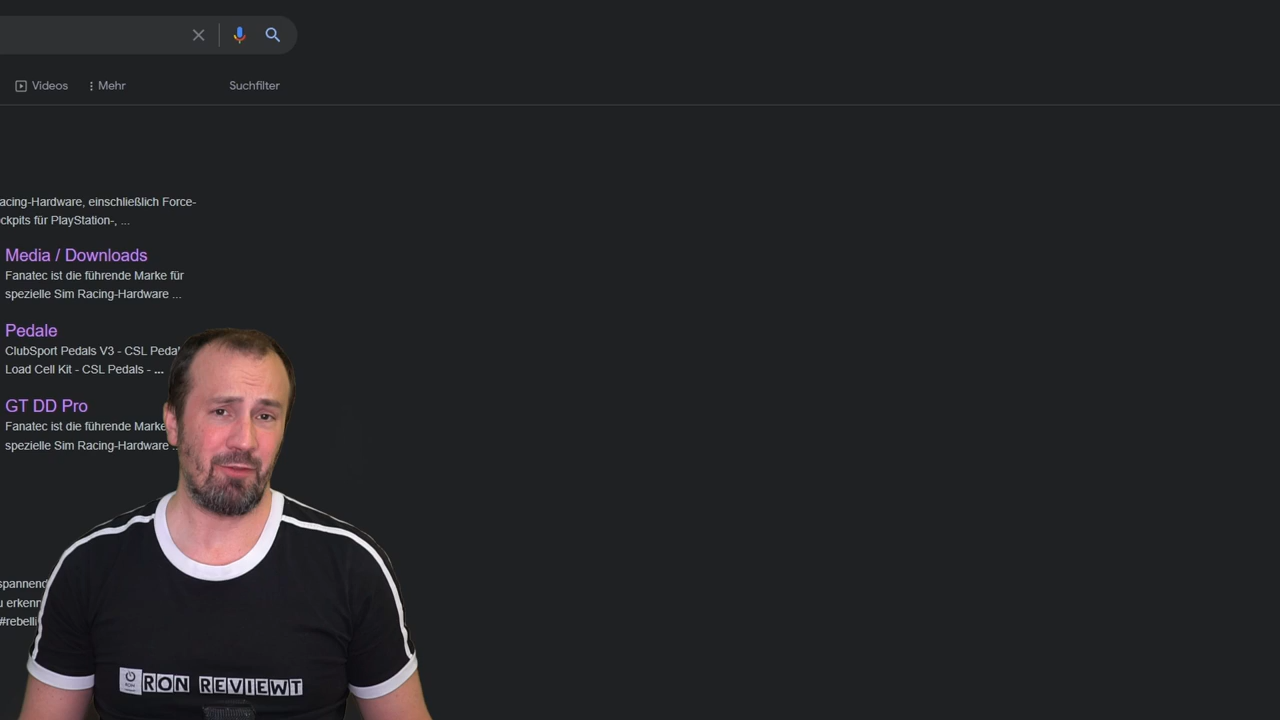 Videos
Mehr
Suchfilter
acing-Hardware, einschließlich Force-
ckpits für PlayStation-, ...
Media / Downloads
Fanatec ist die führende Marke für
spezielle Sim Racing-Hardware ...
Pedale
ClubSport Pedals V3 - CSL Pedal
Load Cell Kit - CSL Pedals - ...
GT DD Pro
Fanatec ist die führende Marke
spezielle Sim Racing-Hardware ..
spannend
u erkenn
#rebelli
RON REVIEWT